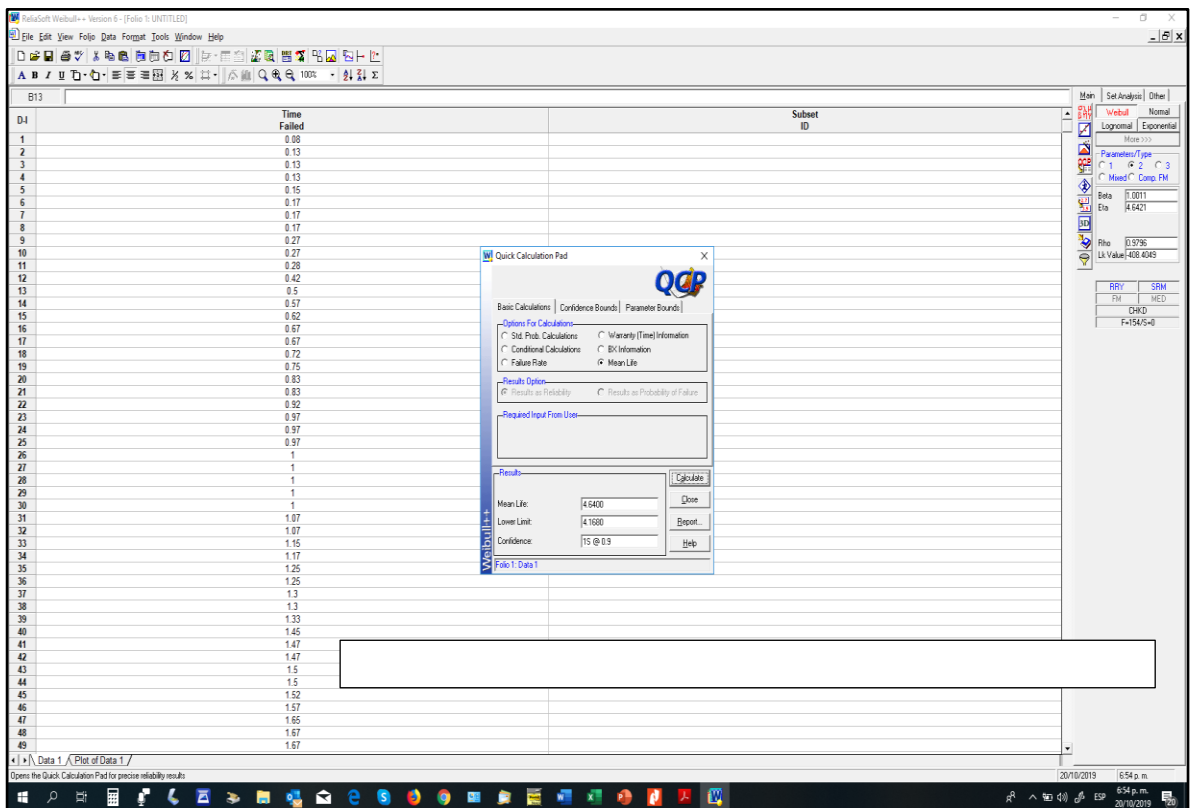 ReliaSoft Weibull++ Version 6 - [Folio 1: UNTITLED]
File Edit View Folio Data Format Tools Window Help
A B I U 100% Σ
B13
Main Set Analysis Other
D-I Time Failed Subset ID
Weibull Normal
Lognormal Exponential
More >>>
Parameters/Type
1 2 3
Mixed Comp. FM
Beta 1.0011
Eta 4.6421
Rho 0.9796
Lk Value -408.4049
RRY SRM
FM MED
CHKD
F=154/S=0
1 0.08
2 0.13
3 0.13
4 0.13
5 0.15
6 0.17
7 0.17
8 0.17
9 0.27
10 0.27
11 0.28
12 0.42
13 0.5
14 0.57
15 0.62
16 0.67
17 0.67
18 0.72
19 0.75
20 0.83
21 0.83
22 0.92
23 0.97
24 0.97
25 0.97
26 1
27 1
28 1
29 1
30 1
31 1.07
32 1.07
33 1.15
34 1.17
35 1.25
36 1.25
37 1.3
38 1.3
39 1.33
40 1.45
41 1.47
42 1.47
43 1.5
44 1.5
45 1.52
46 1.57
47 1.65
48 1.67
49 1.67
Quick Calculation Pad
QCP
Basic Calculations Confidence Bounds Parameter Bounds
Options For Calculations
Std. Prob. Calculations Warranty (Time) Information
Conditional Calculations BX Information
Failure Rate Mean Life
Results Option
Results as Reliability Results as Probability of Failure
Required Input From User
Results
Calculate
Mean Life: 4.6400 Close
Lower Limit: 4.1680 Report...
Confidence: 1S @ 0.9 Help
Weibull++
Folio 1: Data 1
Data 1 Plot of Data 1
Opens the Quick Calculation Pad for precise reliability results 20/10/2019 6:54 p. m.
ESP 6:54 p. m.
20/10/2019